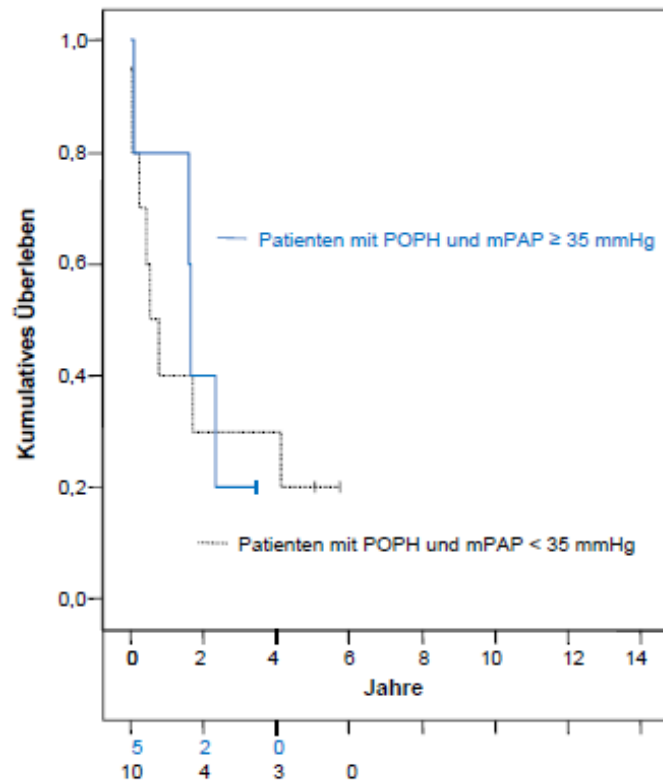 1,0
0,8
0,6
0,4
0,2
0,0
Kumulatives Überleben
Patienten mit POPH und mPAP ≥ 35 mmHg
Patienten mit POPH und mPAP < 35 mmHg
0 2 4 6 8 10 12 14
Jahre
5 2 0
10 4 3 0